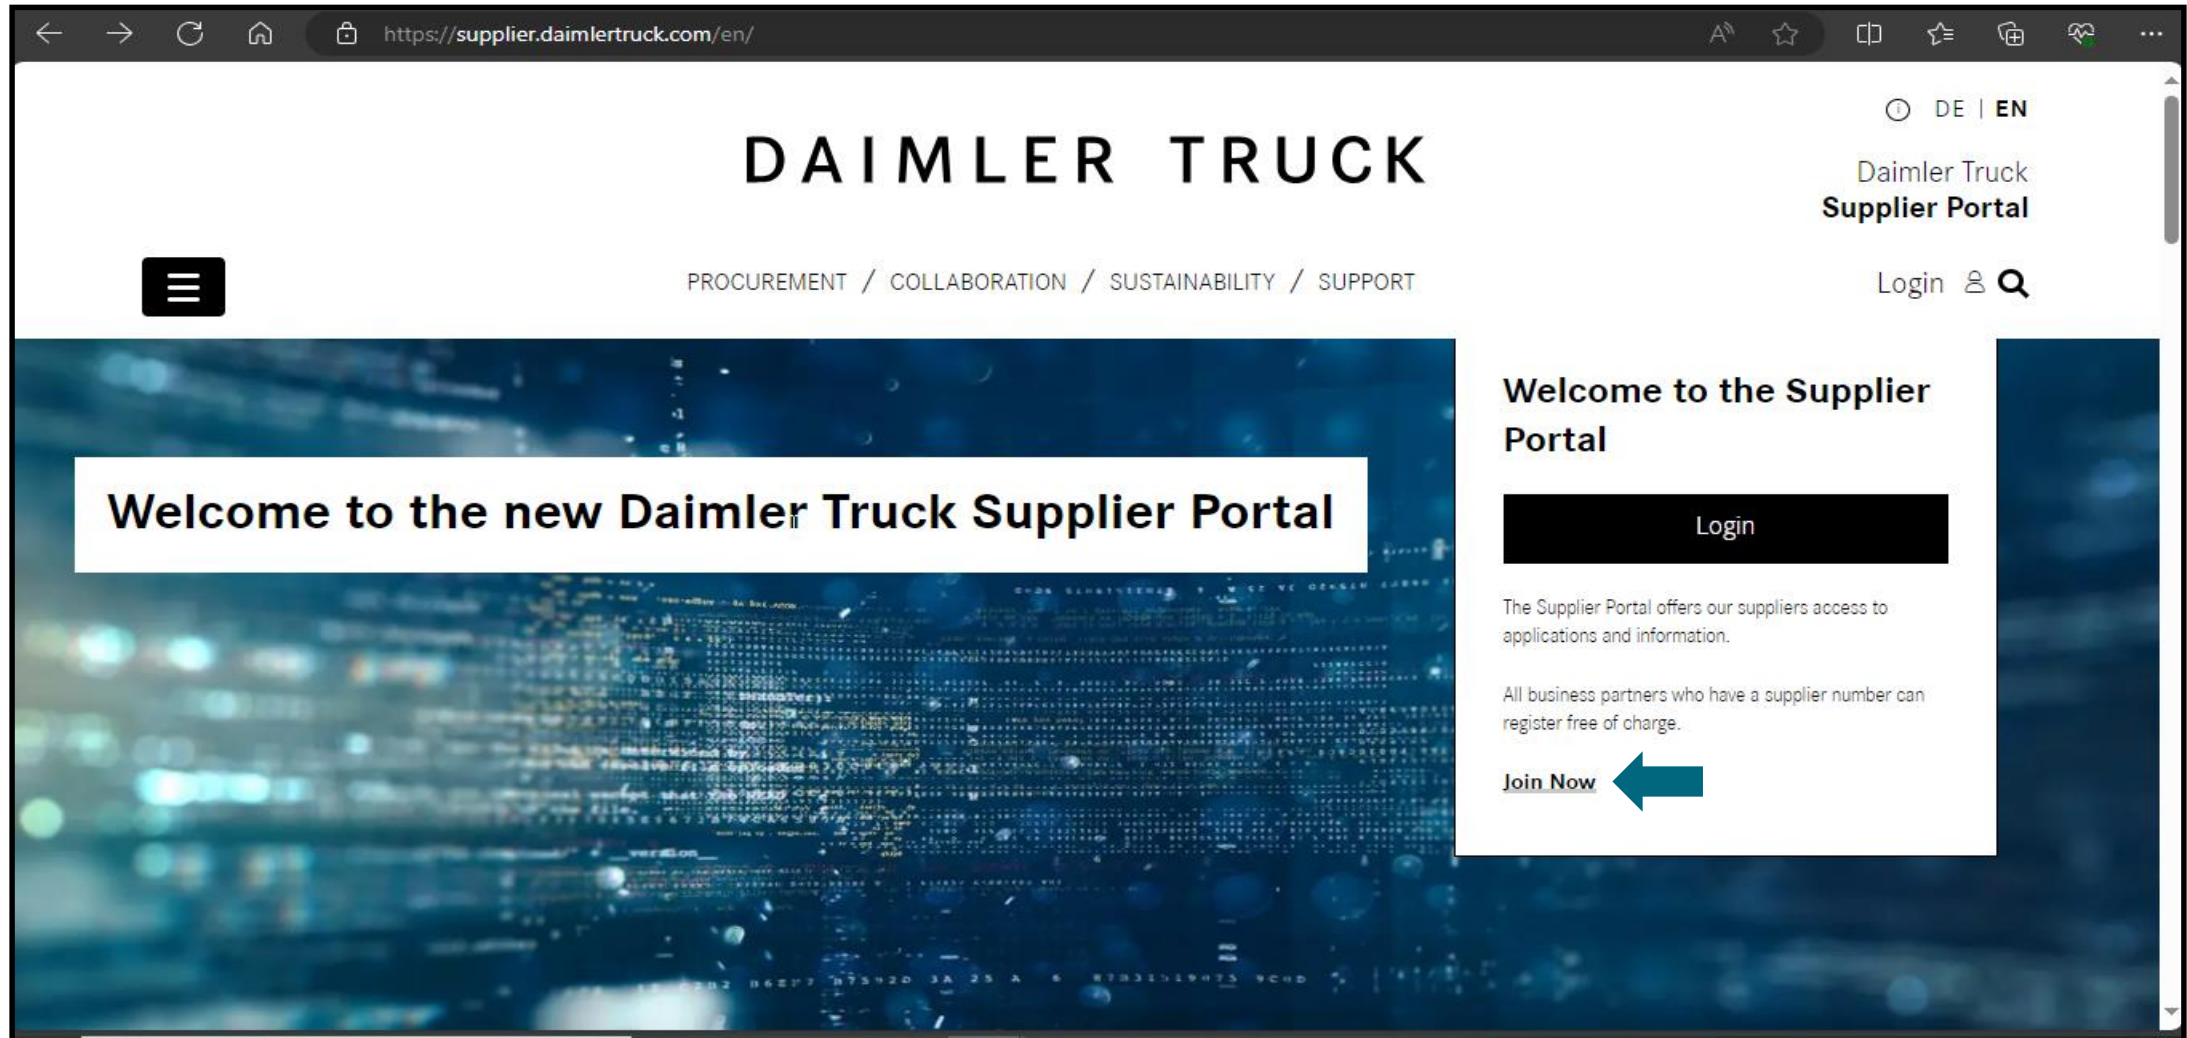 https://supplier.daimlertruck.com/en/
DE | EN
DAIMLER TRUCK
Daimler Truck
Supplier Portal
PROCUREMENT / COLLABORATION / SUSTAINABILITY / SUPPORT
Login
Welcome to the new Daimler Truck Supplier Portal
Welcome to the Supplier
Portal
Login
The Supplier Portal offers our suppliers access to
applications and information.
All business partners who have a supplier number can
register free of charge.
Join Now